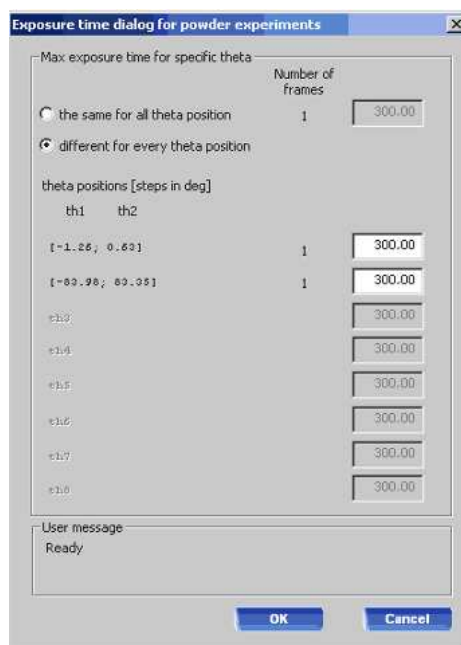 Exposure time dialog for powder experiments
Max exposure time for specific theta
Number of
frames
the same for all theta position 1 300.00
different for every theta position
theta positions [steps in deg]
th1 th2
[-1.26; 0.63] 1 300.00
[-83.98; 83.35] 1 300.00
th3 300.00
th4 300.00
th5 300.00
th6 300.00
th7 300.00
th8 300.00
User message
Ready
OK Cancel